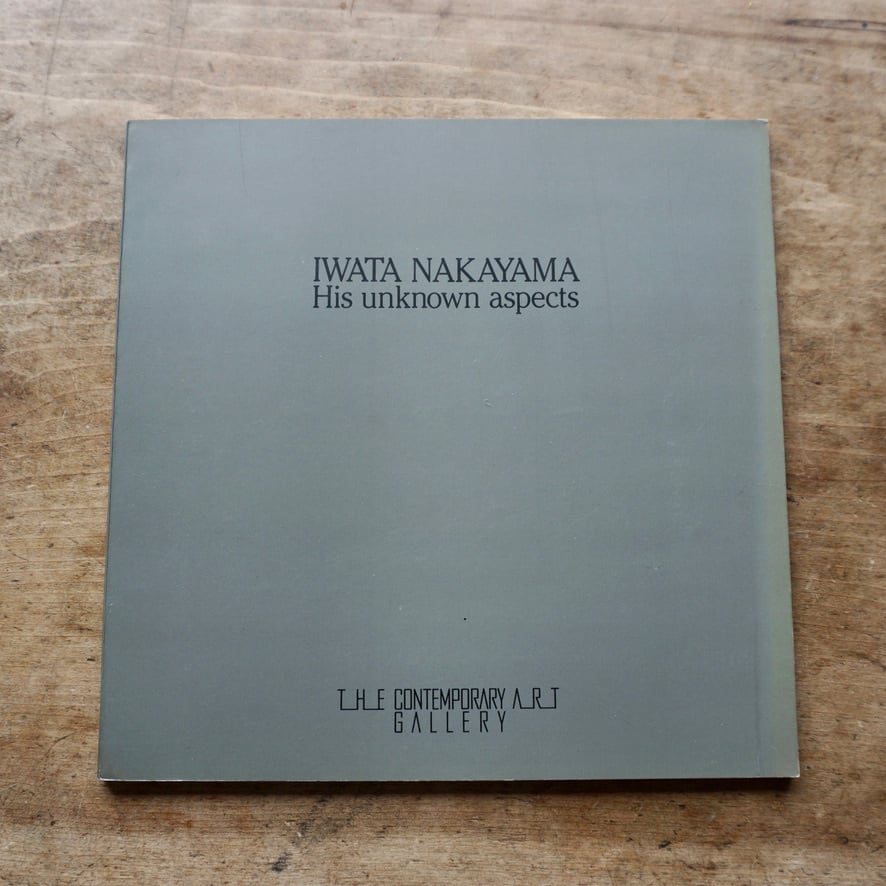 IWATA NAKAYAMA
His unknown aspects
THE CONTEMPORARY ART
GALLERY